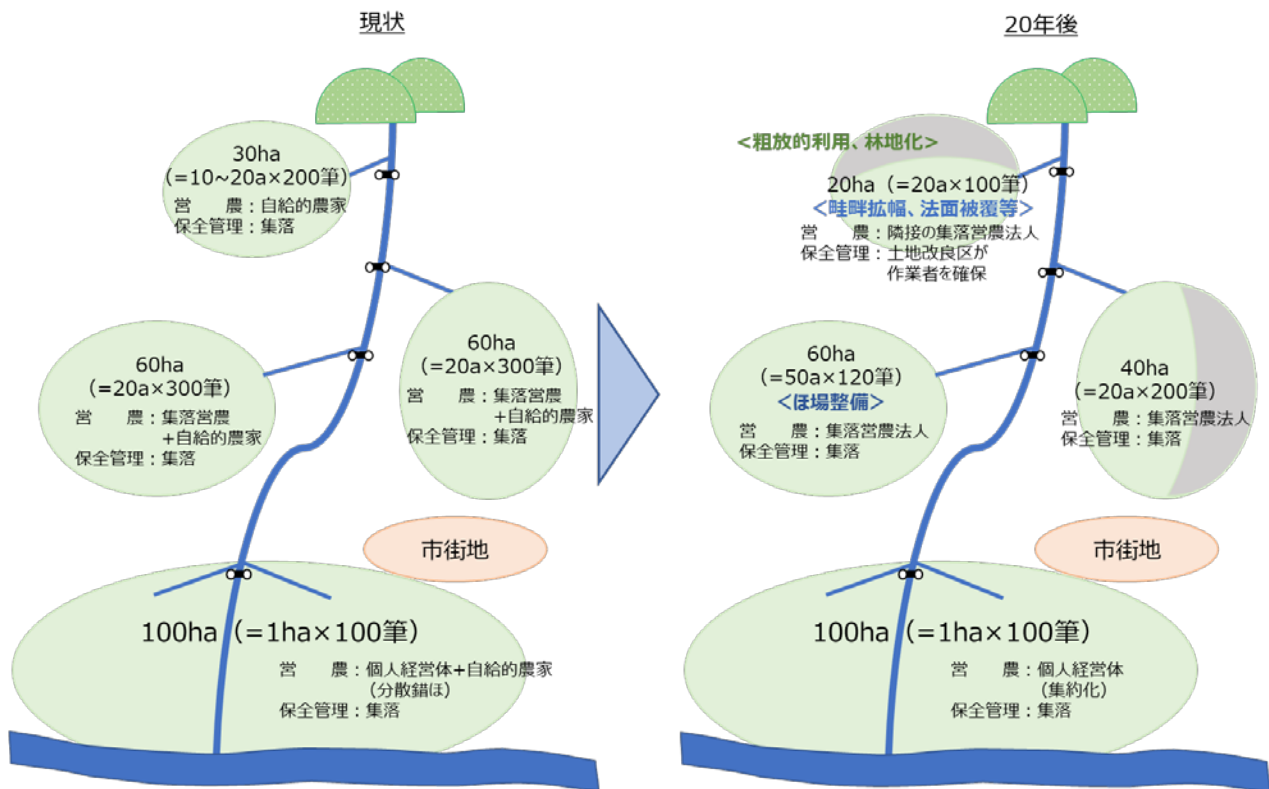 現状
30ha
(=10~20a×200筆)
営　　農：自給的農家
保全管理：集落
60ha
(=20a×300筆)
営　　農：集落営農
+自給的農家
保全管理：集落
60ha
(=20a×300筆)
営　　農：集落営農
+自給的農家
保全管理：集落
市街地
100ha（=1ha×100筆）
営　　農：個人経営体+自給的農家
（分散錯ほ）
保全管理：集落
20年後
<粗放的利用、林地化>
20ha（=20a×100筆）
<畦畔拡幅、法面被覆等>
営　　農：隣接の集落営農法人
保全管理：土地改良区が
作業者を確保
60ha
(=50a×120筆)
<ほ場整備>
営　　農：集落営農法人
保全管理：集落
40ha
(=20a×200筆)
営　　農：集落営農法人
保全管理：集落
市街地
100ha（=1ha×100筆）
営　　農：個人経営体
（集約化）
保全管理：集落